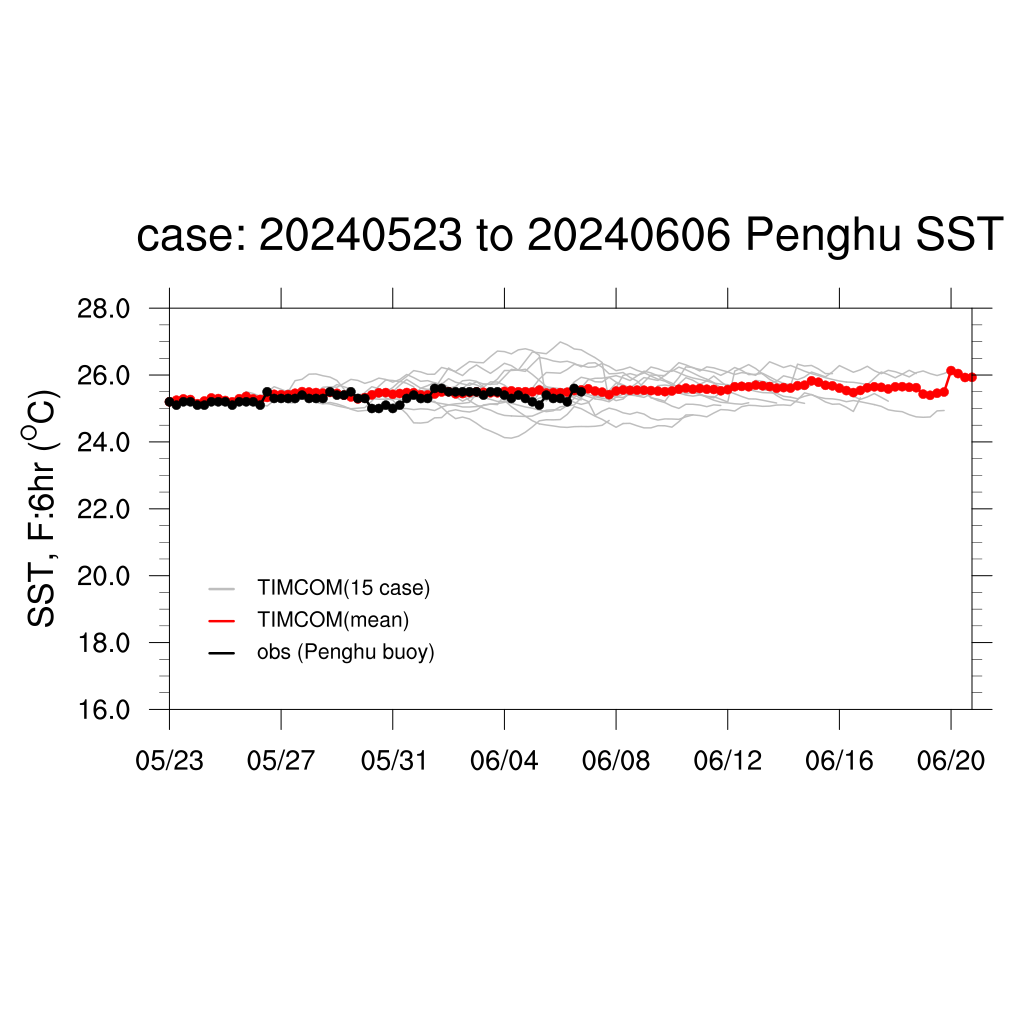 case: 20240523 to 20240606 Penghu SST
28.0
26.0
24.0
22.0
20.0
18.0
16.0
SST, F:6hr (°C)
TIMCOM(15 case)
TIMCOM(mean)
obs (Penghu buoy)
05/23 05/27 05/31 06/04 06/08 06/12 06/16 06/20